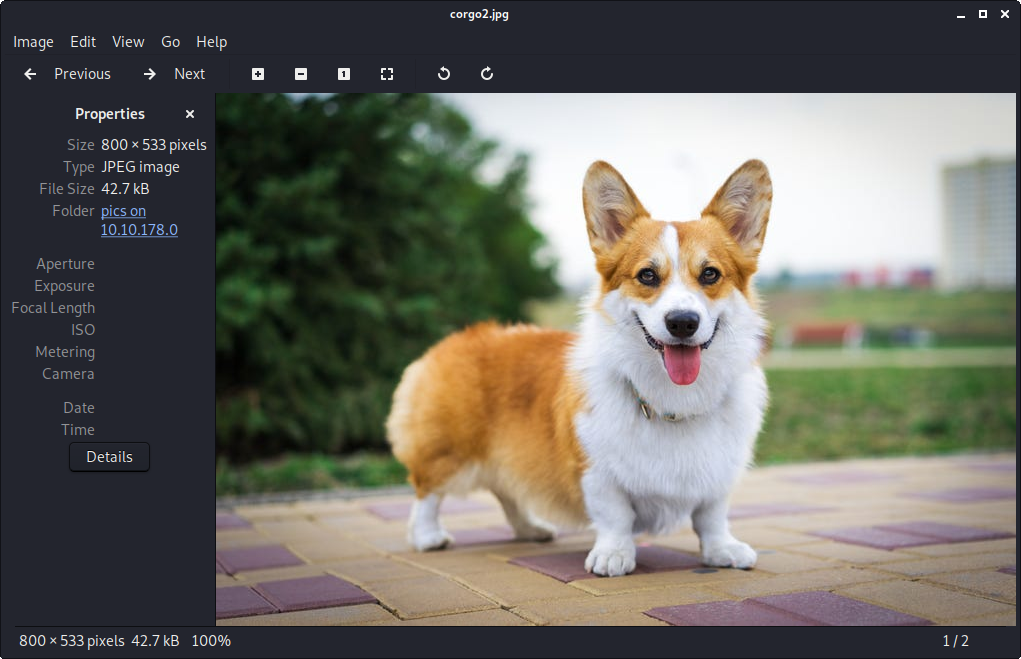 corgo2.jpg
Image Edit View Go Help
Previous Next 1
Properties
Size 800 × 533 pixels
Type JPEG image
File Size 42.7 kB
Folder pics on
10.10.178.0
Aperture
Exposure
Focal Length
ISO
Metering
Camera
Date
Time
Details
800 × 533 pixels 42.7 kB 100%
1 / 2